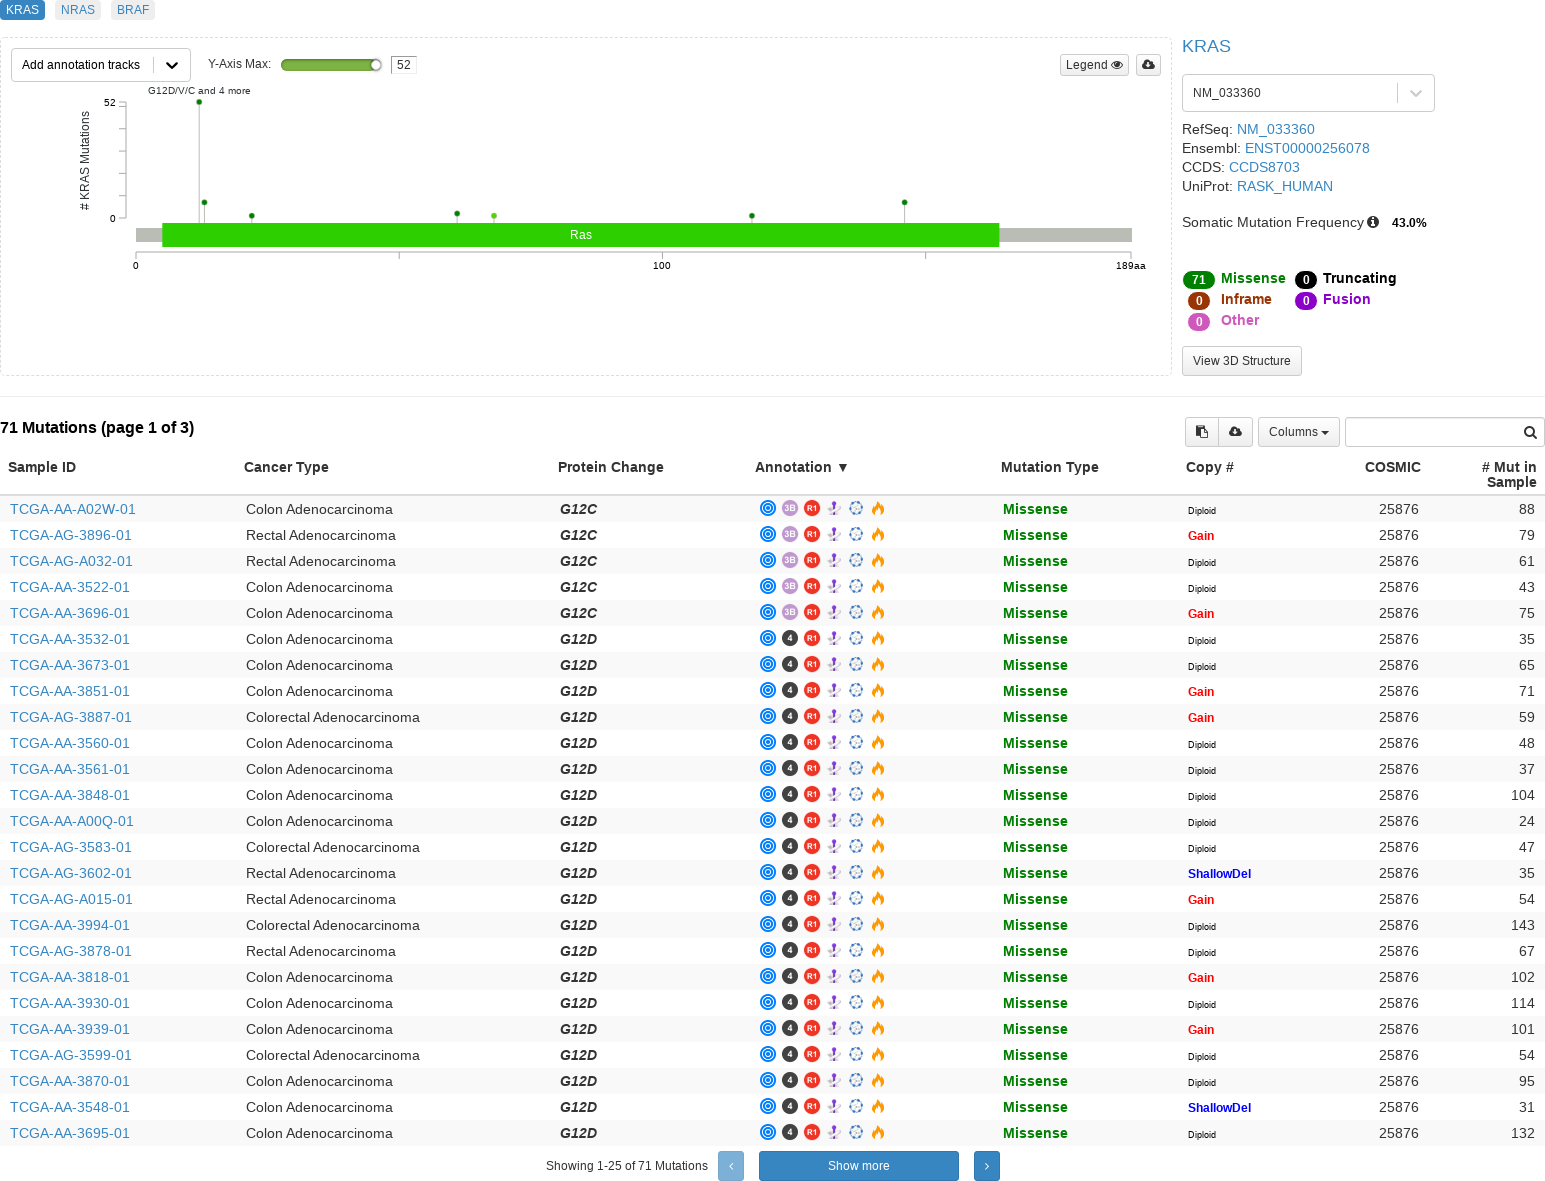 KRAS NRAS BRAF
Add annotation tracks
Y-Axis Max: 52
Legend
G12D/V/C and 4 more
52
# KRAS Mutations
0
Ras
0 100 189aa
KRAS
NM_033360
RefSeq: NM_033360
Ensembl: ENST00000256078
CCDS: CCDS8703
UniProt: RASK_HUMAN
Somatic Mutation Frequency 43.0%
71 Missense 0 Truncating
0 Inframe 0 Fusion
0 Other
View 3D Structure
71 Mutations (page 1 of 3)
Columns
Sample ID Cancer Type Protein Change Annotation ▼ Mutation Type Copy # COSMIC # Mut in
Sample
TCGA-AA-A02W-01 Colon Adenocarcinoma G12C 3B R1 Missense Diploid 25876 88
TCGA-AG-3896-01 Rectal Adenocarcinoma G12C 3B R1 Missense Gain 25876 79
TCGA-AG-A032-01 Rectal Adenocarcinoma G12C 3B R1 Missense Diploid 25876 61
TCGA-AA-3522-01 Colon Adenocarcinoma G12C 3B R1 Missense Diploid 25876 43
TCGA-AA-3696-01 Colon Adenocarcinoma G12C 3B R1 Missense Gain 25876 75
TCGA-AA-3532-01 Colon Adenocarcinoma G12D 4 R1 Missense Diploid 25876 35
TCGA-AA-3673-01 Colon Adenocarcinoma G12D 4 R1 Missense Diploid 25876 65
TCGA-AA-3851-01 Colon Adenocarcinoma G12D 4 R1 Missense Gain 25876 71
TCGA-AG-3887-01 Colorectal Adenocarcinoma G12D 4 R1 Missense Gain 25876 59
TCGA-AA-3560-01 Colon Adenocarcinoma G12D 4 R1 Missense Diploid 25876 48
TCGA-AA-3561-01 Colon Adenocarcinoma G12D 4 R1 Missense Diploid 25876 37
TCGA-AA-3848-01 Colon Adenocarcinoma G12D 4 R1 Missense Diploid 25876 104
TCGA-AA-A00Q-01 Colon Adenocarcinoma G12D 4 R1 Missense Diploid 25876 24
TCGA-AG-3583-01 Colorectal Adenocarcinoma G12D 4 R1 Missense Diploid 25876 47
TCGA-AG-3602-01 Rectal Adenocarcinoma G12D 4 R1 Missense ShallowDel 25876 35
TCGA-AG-A015-01 Rectal Adenocarcinoma G12D 4 R1 Missense Gain 25876 54
TCGA-AA-3994-01 Colorectal Adenocarcinoma G12D 4 R1 Missense Diploid 25876 143
TCGA-AG-3878-01 Rectal Adenocarcinoma G12D 4 R1 Missense Diploid 25876 67
TCGA-AA-3818-01 Colon Adenocarcinoma G12D 4 R1 Missense Gain 25876 102
TCGA-AA-3930-01 Colon Adenocarcinoma G12D 4 R1 Missense Diploid 25876 114
TCGA-AA-3939-01 Colon Adenocarcinoma G12D 4 R1 Missense Gain 25876 101
TCGA-AG-3599-01 Colorectal Adenocarcinoma G12D 4 R1 Missense Diploid 25876 54
TCGA-AA-3870-01 Colon Adenocarcinoma G12D 4 R1 Missense Diploid 25876 95
TCGA-AA-3548-01 Colon Adenocarcinoma G12D 4 R1 Missense ShallowDel 25876 31
TCGA-AA-3695-01 Colon Adenocarcinoma G12D 4 R1 Missense Diploid 25876 132
Showing 1-25 of 71 Mutations ‹ Show more ›